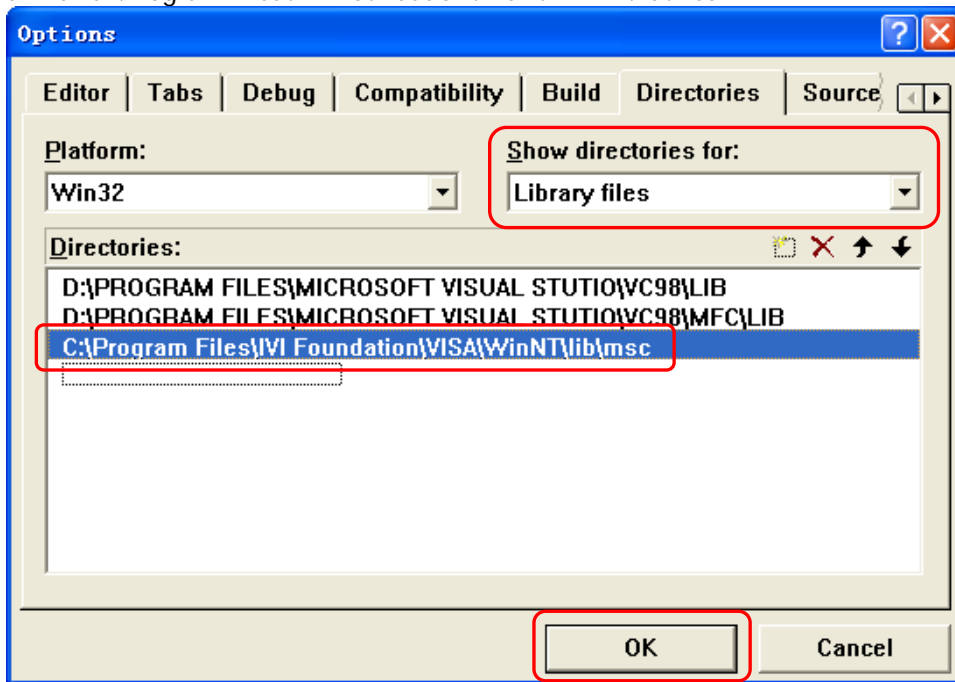 Options
Editor Tabs Debug Compatibility Build Directories Source
Platform: Show directories for:
Win32 Library files
Directories:
D:\PROGRAM FILES\MICROSOFT VISUAL STUTIO\VC98\LIB
D:\PROGRAM FILES\MICROSOFT VISUAL STUTIO\VC98\MFC\LIB
C:\Program Files\IVI Foundation\VISA\WinNT\lib\msc
OK Cancel